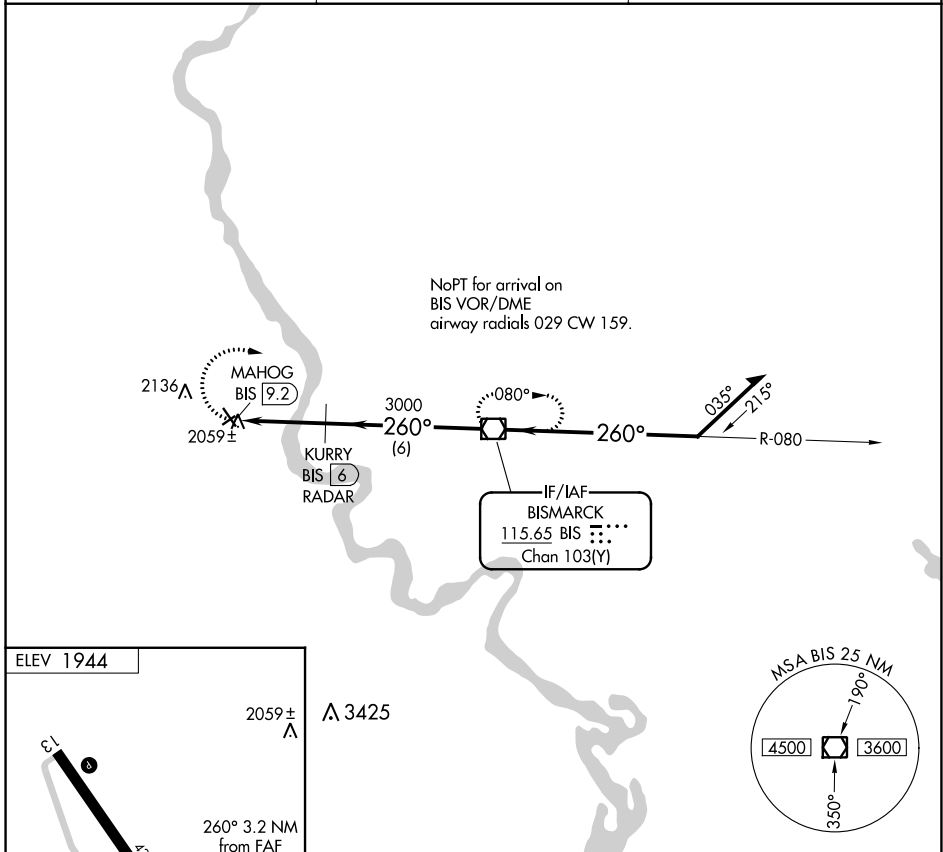 NoPT for arrival on
BIS VOR/DME
airway radials 029 CW 159.
2136
MAHOG
BIS 9.2
2059±
3000
260°
(6)
KURRY
BIS 6
RADAR
080°
260°
035°
215°
R-080
IF/IAF
BISMARCK
115.65 BIS
Chan 103(Y)
ELEV 1944
2059±
3425
13
P
260° 3.2 NM
from FAF
MSA BIS 25 NM
190°
4500
3600
350°